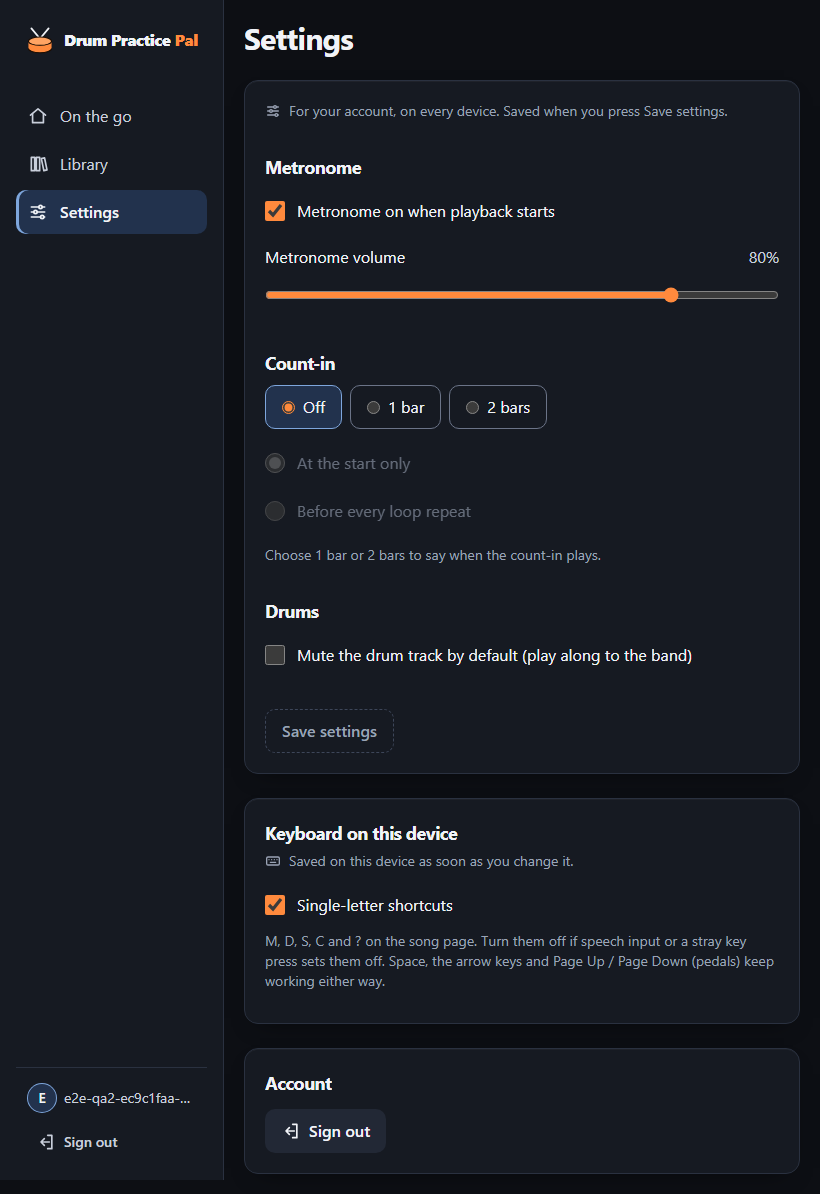 Drum Practice Pal
On the go
Library
Settings
e2e-qa2-ec9c1faa-...
Sign out
Settings
For your account, on every device. Saved when you press Save settings.
Metronome
Metronome on when playback starts
Metronome volume 80%
Count-in
Off 1 bar 2 bars
At the start only
Before every loop repeat
Choose 1 bar or 2 bars to say when the count-in plays.
Drums
Mute the drum track by default (play along to the band)
Save settings
Keyboard on this device
Saved on this device as soon as you change it.
Single-letter shortcuts
M, D, S, C and ? on the song page. Turn them off if speech input or a stray key
press sets them off. Space, the arrow keys and Page Up / Page Down (pedals) keep
working either way.
Account
Sign out
E